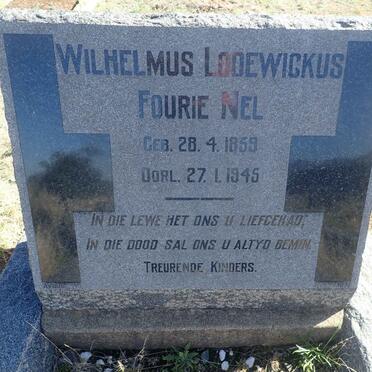 WILHELMUS LODEWICKUS
FOURIE NEL
GEB. 28. 4. 1859
OORL. 27. 1. 1945
IN DIE LEWE HET ONS U LIEFGEHAD,
IN DIE DOOD SAL ONS U ALTYD BEMIN.
TREURENDE KINDERS.